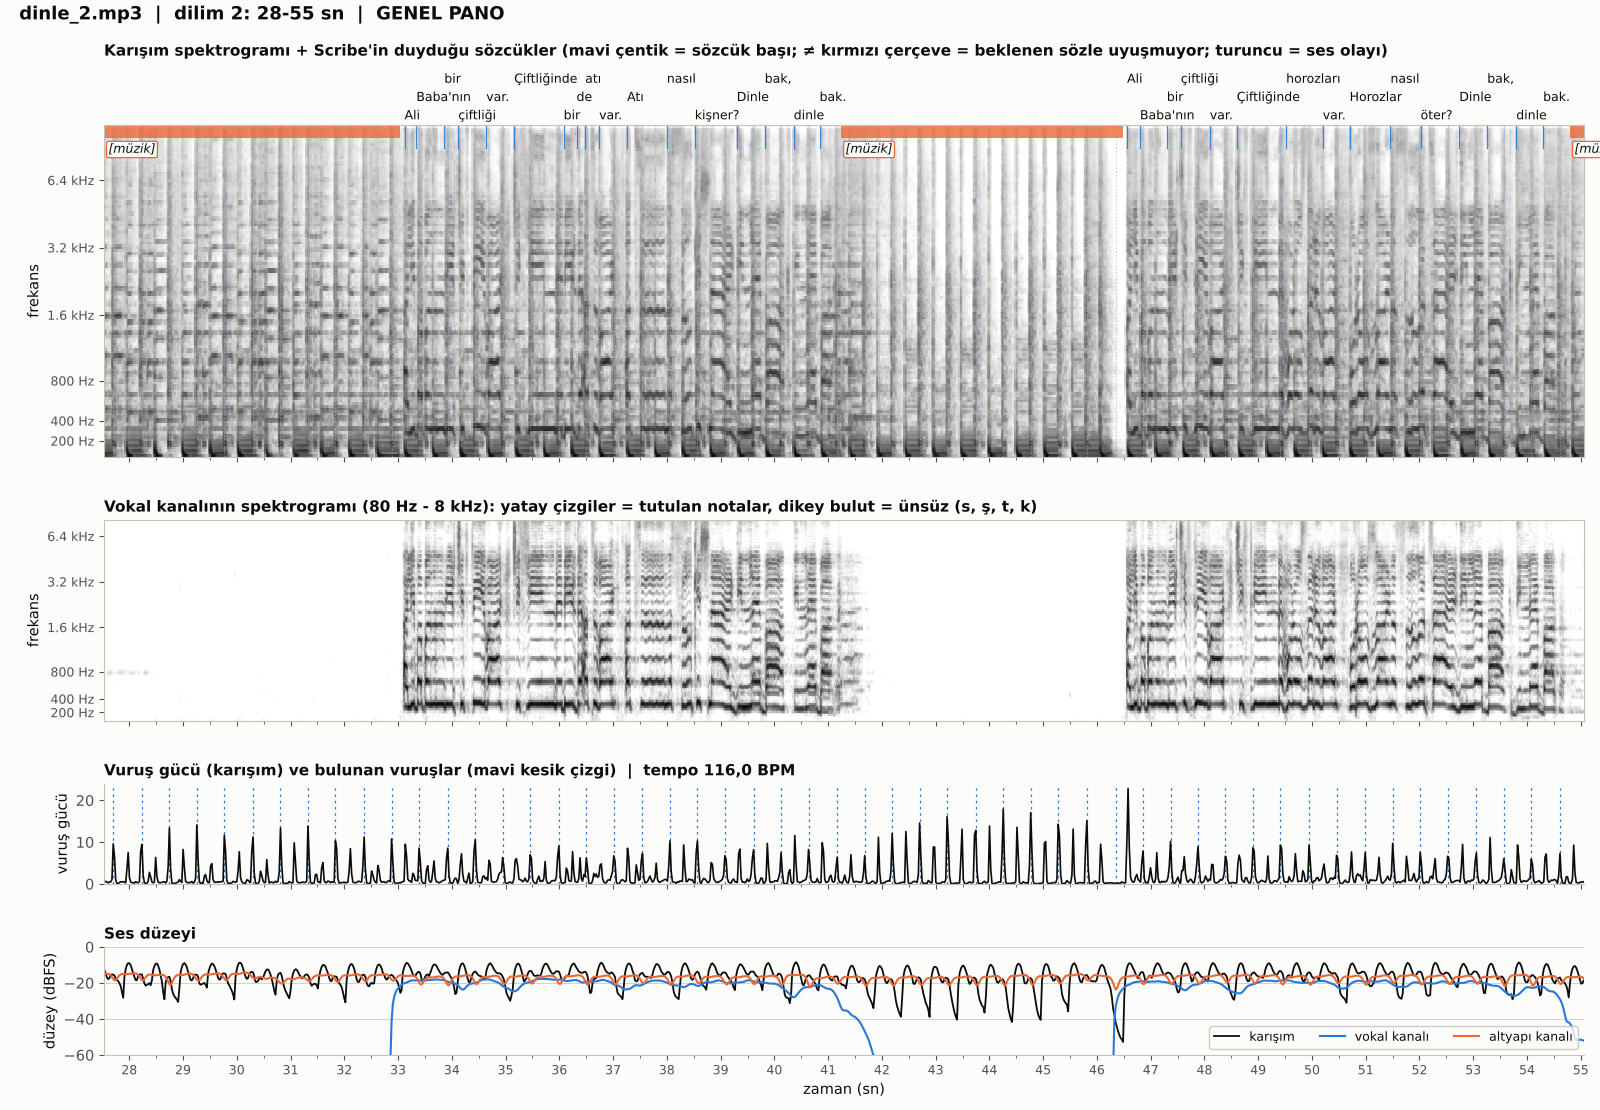 dinle_2.mp3 | dilim 2: 28-55 sn | GENEL PANO
Karışım spektrogramı + Scribe'in duyduğu sözcükler (mavi çentik = sözcük başı; ≠ kırmızı çerçeve = beklenen sözle uyuşmuyor; turuncu = ses olayı)
bir Çiftliğinde atı nasıl bak, Ali çiftliği horozları nasıl bak,
Baba'nın var. de Atı Dinle bak. bir Çiftliğinde Horozlar Dinle bak.
Ali çiftliği bir var. kişner? dinle Baba'nın var. var. öter? dinle
[müzik] [müzik] [mü
6.4 kHz
3.2 kHz
1.6 kHz
800 Hz
400 Hz
200 Hz
frekans
Vokal kanalının spektrogramı (80 Hz - 8 kHz): yatay çizgiler = tutulan notalar, dikey bulut = ünsüz (s, ş, t, k)
6.4 kHz
3.2 kHz
1.6 kHz
800 Hz
400 Hz
200 Hz
frekans
Vuruş gücü (karışım) ve bulunan vuruşlar (mavi kesik çizgi) | tempo 116,0 BPM
20
10
0
vuruş gücü
Ses düzeyi
0
−20
−40
−60
düzey (dBFS)
karışım vokal kanalı altyapı kanalı
28 29 30 31 32 33 34 35 36 37 38 39 40 41 42 43 44 45 46 47 48 49 50 51 52 53 54 55
zaman (sn)